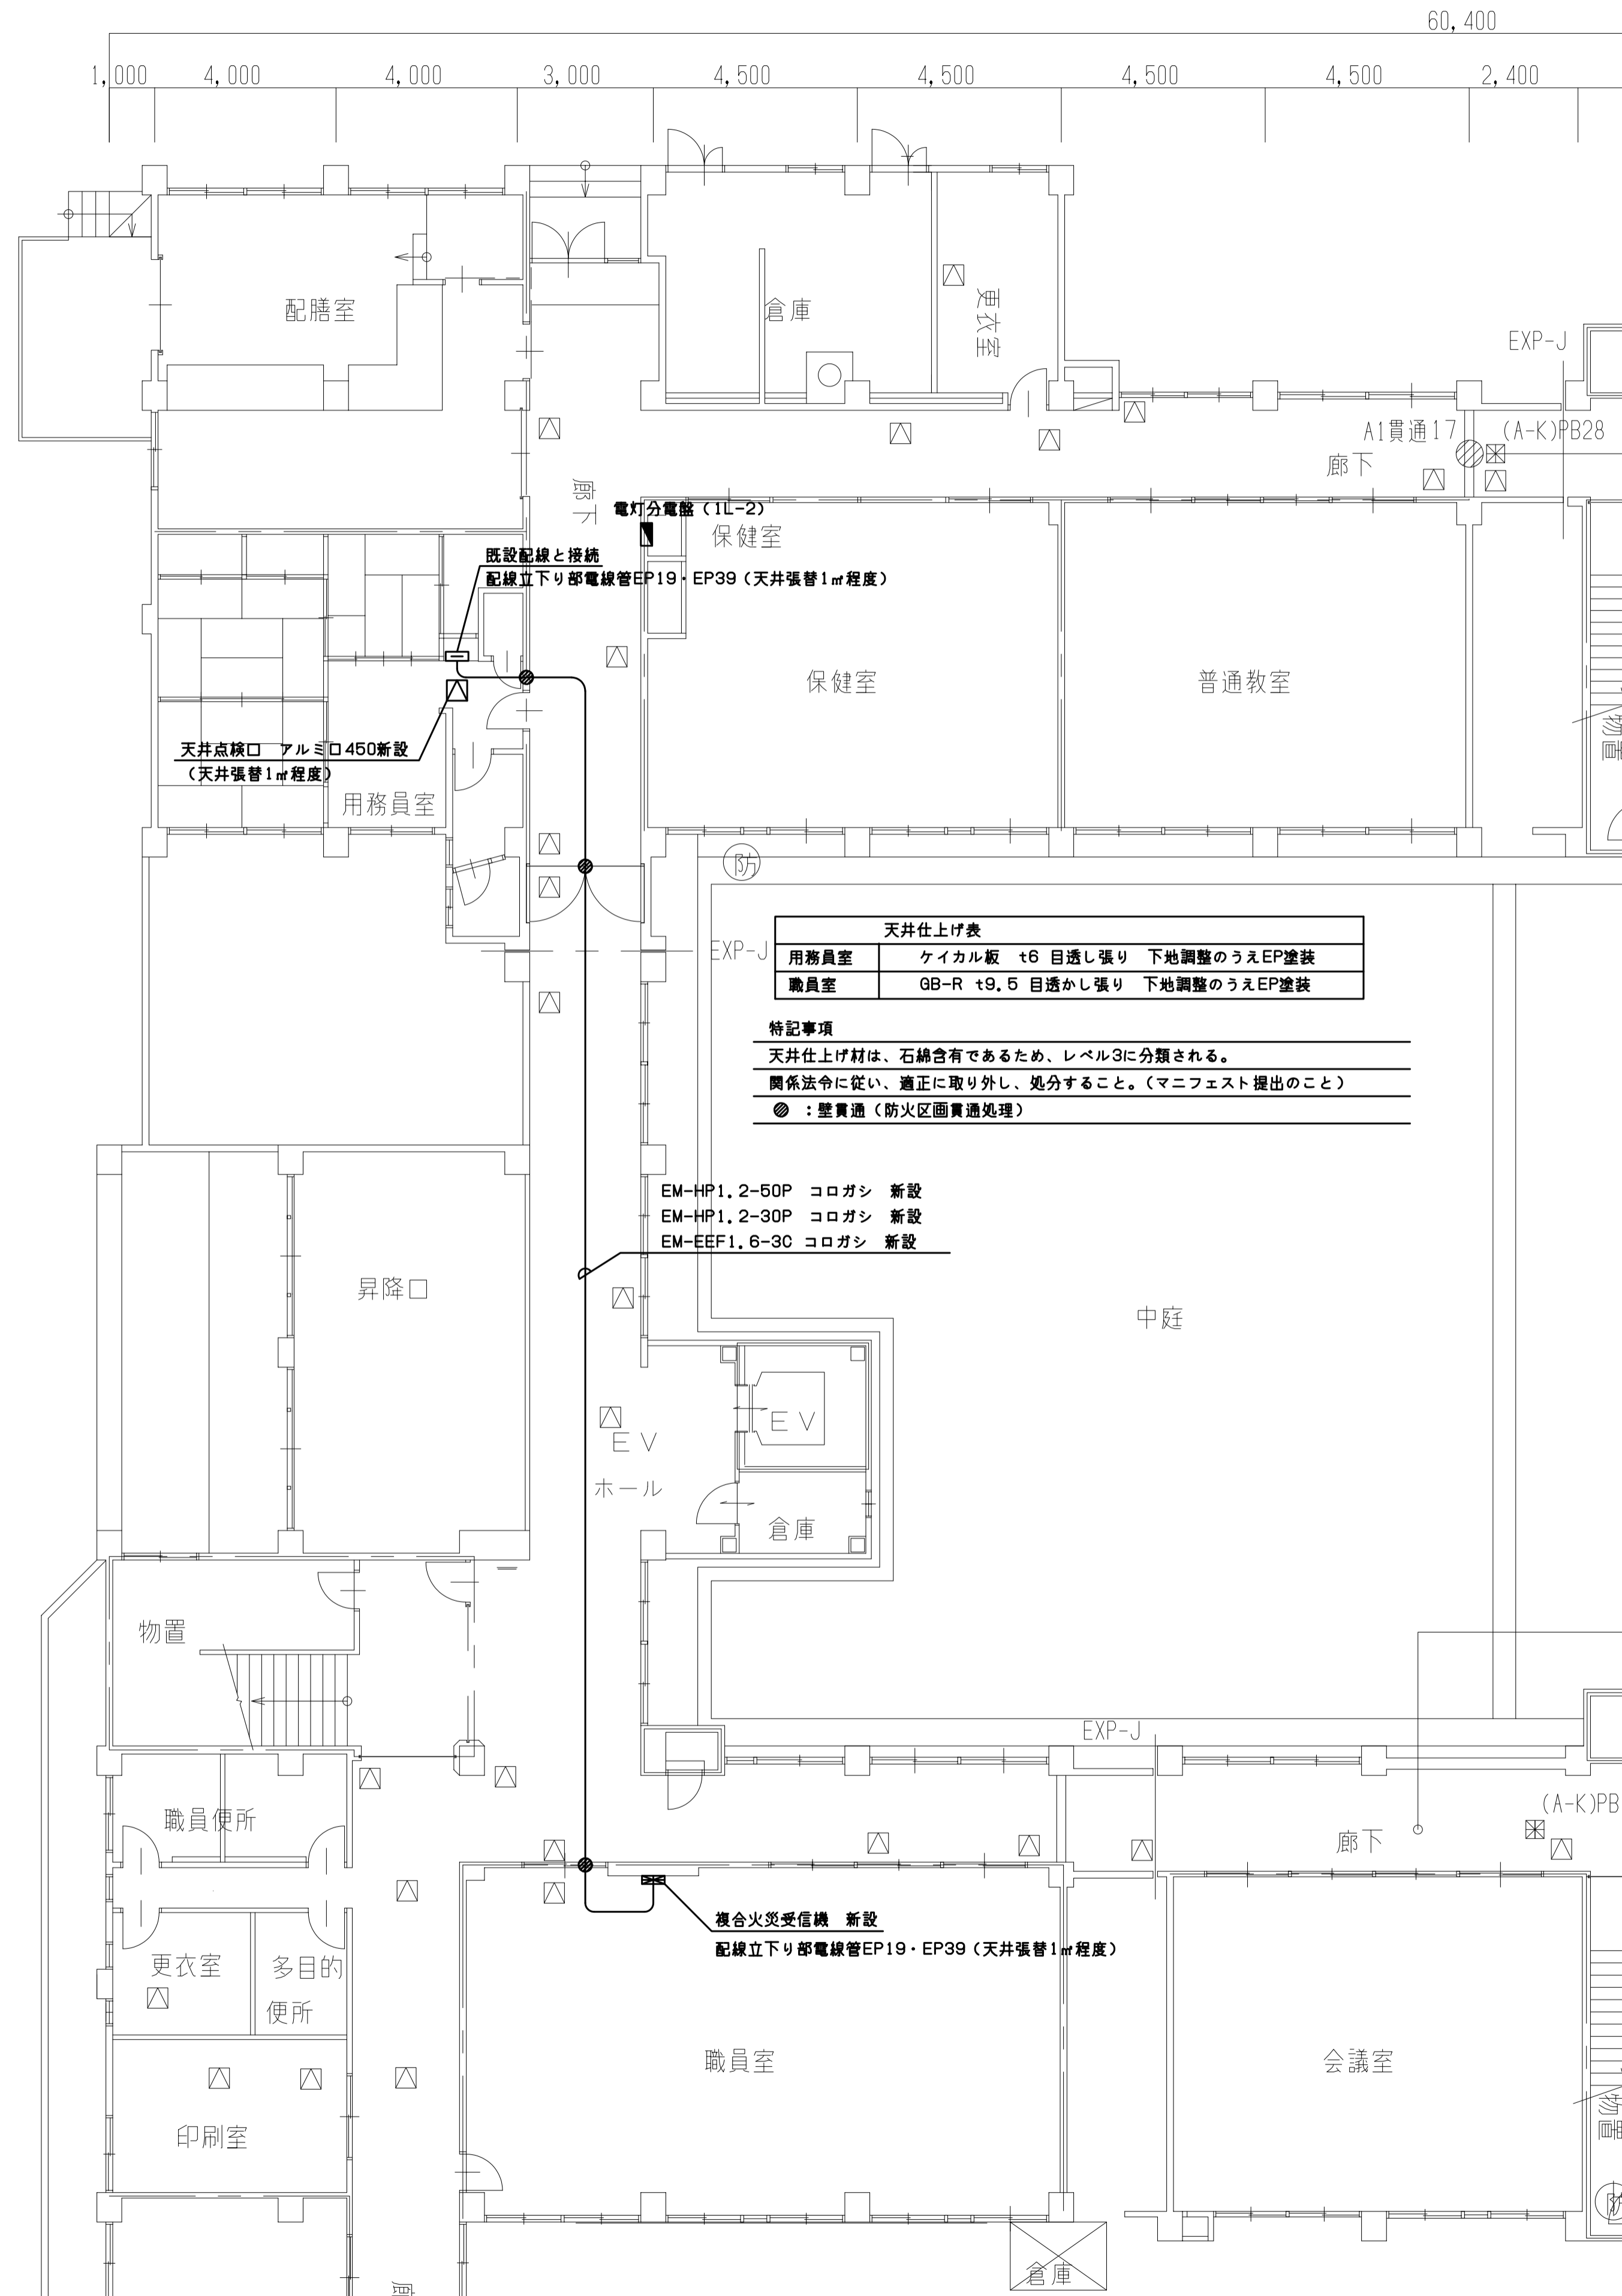 60,400
1,000 4,000 4,000 3,000 4,500 4,500 4,500 4,500 2,400
配膳室
倉庫
更衣室
EXP-J
A1貫通17
(A-K)PB28
廊下
廊下
電灯分電盤（1L-2）
保健室
既設配線と接続
配線立下り部電線管EP19・EP39（天井張替1㎡程度）
保健室
普通教室
物置
天井点検口　アルミロ450新設
（天井張替1㎡程度）
用務員室
防
EXP-J
天井仕上げ表
用務員室　ケイカル板　t6 目透し張り　下地調整のうえEP塗装
職員室　GB-R t9.5 目透かし張り　下地調整のうえEP塗装
特記事項
天井仕上げ材は、石綿含有であるため、レベル3に分類される。
関係法令に従い、適正に取り外し、処分すること。（マニフェスト提出のこと）
：壁貫通（防火区画貫通処理）
EM-HP1.2-50P　コロガシ　新設
EM-HP1.2-30P　コロガシ　新設
EM-EEF1.6-3C コロガシ　新設
昇降口
中庭
EV
EV
ホール
倉庫
物置
EXP-J
職員便所
(A-K)PB
廊下
複合火災受信機　新設
配線立下り部電線管EP19・EP39（天井張替1㎡程度）
更衣室
多目的
便所
職員室
会議室
物置
印刷室
倉庫